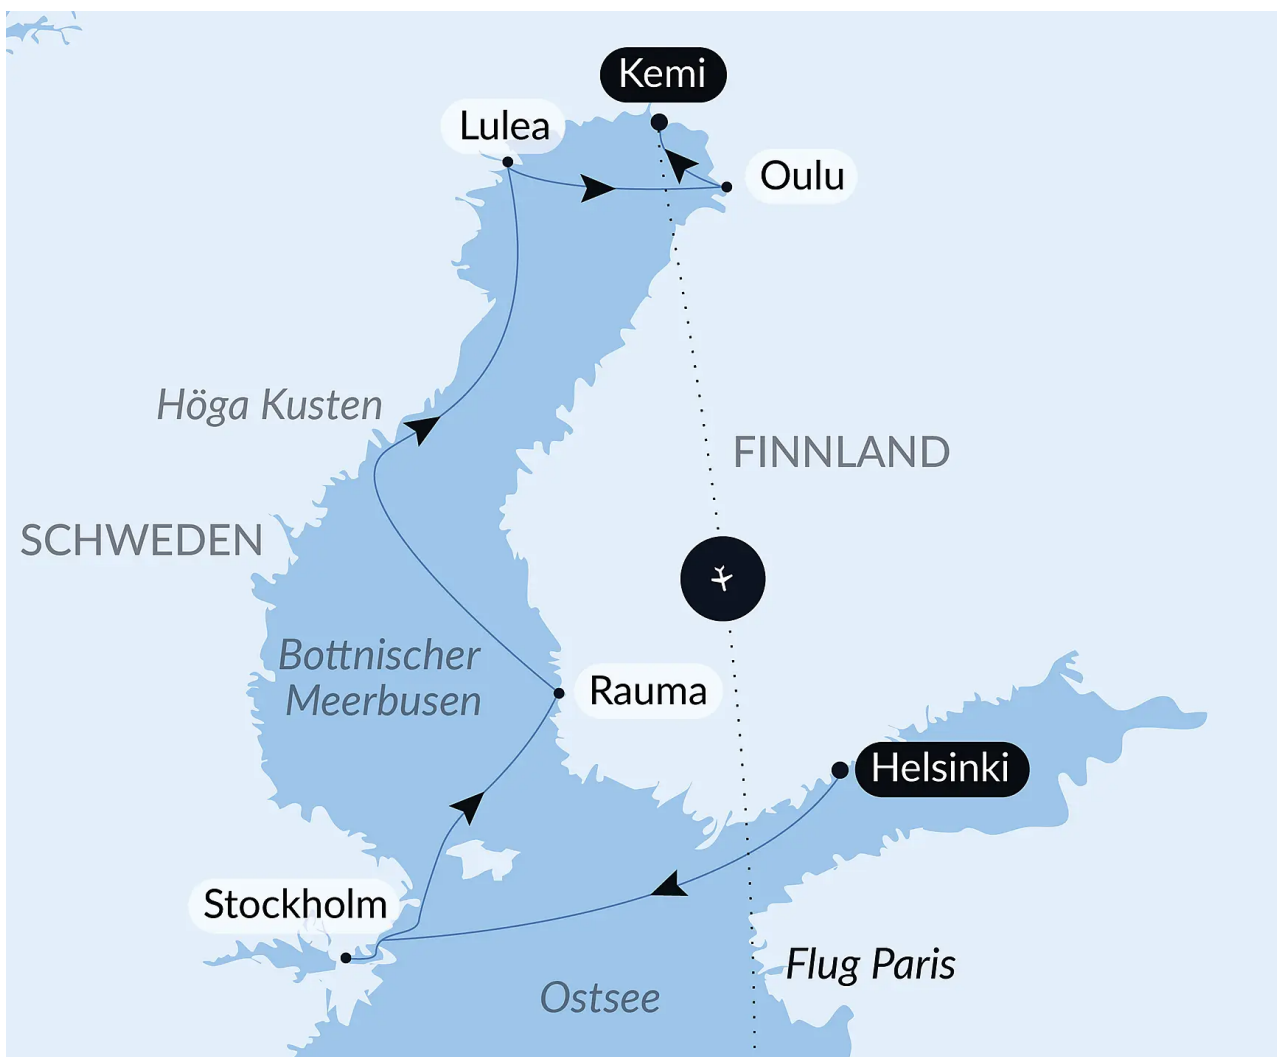 Kemi
Lulea
Oulu
Höga Kusten
FINNLAND
SCHWEDEN
Bottnischer
Meerbusen
Rauma
Helsinki
Stockholm
Flug Paris
Ostsee